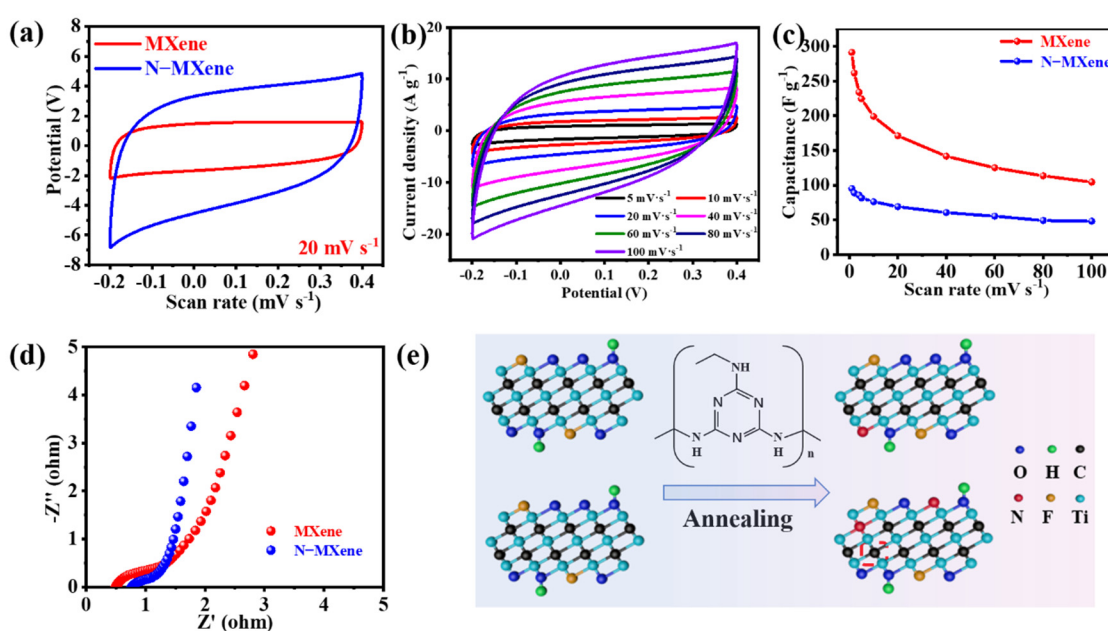 (a)
MXene
N−MXene
Potential (V)
6
4
2
0
-2
-4
-6
-8
20 mV s⁻¹
-0.2 -0.1 0.0 0.1 0.2 0.3 0.4
Scan rate (mV s⁻¹)
(b)
Current density (A g⁻¹)
20
10
0
-10
-20
5 mV·s⁻¹ 10 mV·s⁻¹
20 mV·s⁻¹ 40 mV·s⁻¹
60 mV·s⁻¹ 80 mV·s⁻¹
100 mV·s⁻¹
-0.2 -0.1 0.0 0.1 0.2 0.3 0.4
Potential (V)
(c)
MXene
N−MXene
Capacitance (F g⁻¹)
300
250
200
150
100
50
0
0 20 40 60 80 100
Scan rate (mV s⁻¹)
(d)
-Z'' (ohm)
5
4
3
2
1
0
MXene
N−MXene
0 1 2 3 4 5
Z' (ohm)
(e)
NH
N N
NH N NH
n
Annealing
O H C
N F Ti